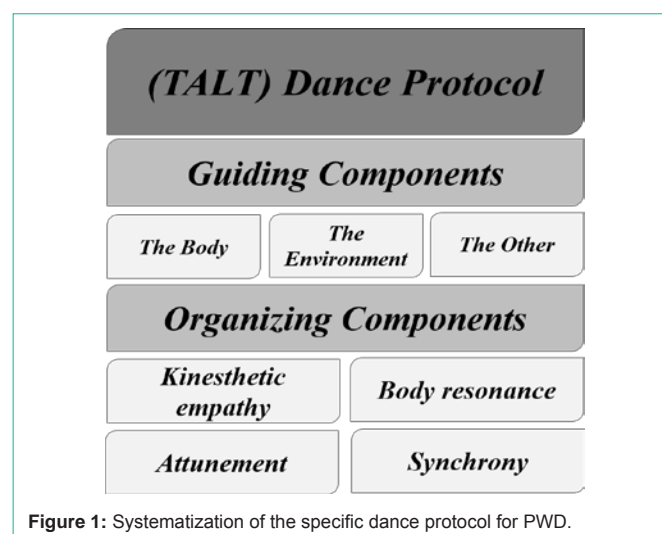 (TALT) Dance Protocol
Guiding Components
The Body
The
Environment
The Other
Organizing Components
Kinesthetic
empathy
Body resonance
Attunement
Synchrony
Figure 1: Systematization of the specific dance protocol for PWD.